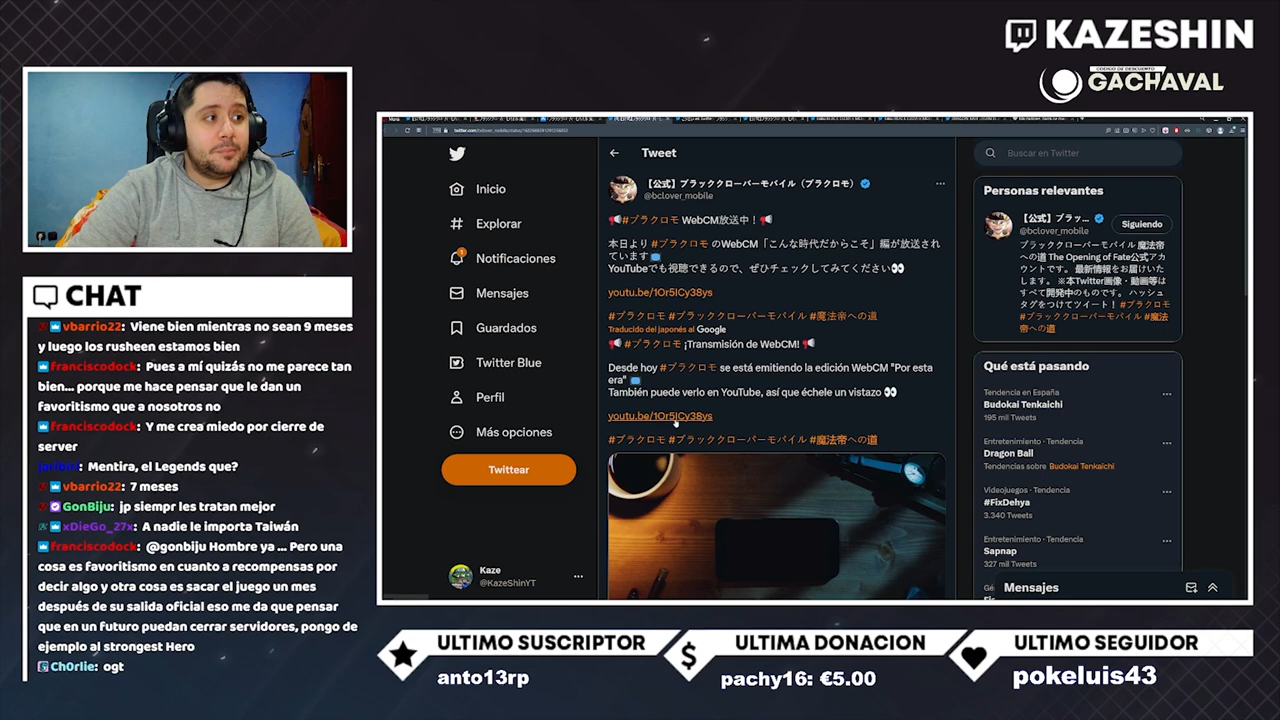 KAZESHIN
CODIGO DE DESCUENTO
GACHAVAL
CHAT
vbarrio22: Viene bien mientras no sean 9 meses
y luego los rusheen estamos bien
franciscodock: Pues a mí quizás no me parece tan
bien... porque me hace pensar que le dan un
favoritismo que a nosotros no
franciscodock: Y me crea miedo por cierre de
server
Mentira, el Legends que?
vbarrio22: 7 meses
GonBiju: jp siempr les tratan mejor
xDieGo_27x: A nadie le importa Taiwán
franciscodock: @gonbiju Hombre ya ... Pero una
cosa es favoritismo en cuanto a recompensas por
decir algo y otra cosa es sacar el juego un mes
después de su salida oficial eso me da que pensar
que en un futuro puedan cerrar servidores, pongo de
ejemplo al strongest Hero
Ch0rlie: ogt
Inicio
Explorar
1
Notificaciones
Mensajes
Guardados
Twitter Blue
Perfil
Más opciones
Twittear
Kaze
@KazeShinYT
Tweet
【公式】ブラッククローバーモバイル（ブラクロモ）
@bclover_mobile
📢#ブラクロモ WebCM放送中！📢
本日より #ブラクロモ のWebCM「こんな時代だからこそ」編が放送され
ています
YouTubeでも視聴できるので、ぜひチェックしてみてください👀
youtu.be/1Or5ICy38ys
#ブラクロモ #ブラッククローバーモバイル #魔法帝への道
Traducido del japonés al Google
📢 #ブラクロモ ¡Transmisión de WebCM! 📢
Desde hoy #ブラクロモ se está emitiendo la edición WebCM "Por esta
era"
También puede verlo en YouTube, así que échele un vistazo 👀
youtu.be/1Or5ICy38ys
#ブラクロモ #ブラッククローバーモバイル #魔法帝への道
Buscar en Twitter
Personas relevantes
【公式】ブラッ...
@bclover_mobile
Siguiendo
ブラッククローバーモバイル 魔法帝
への道 The Opening of Fate公式アカ
ウントです。 最新情報をお届けいた
します。 ※本Twitter画像・動画等は
すべて開発中のものです。 ハッシュ
タグをつけてツイート！ #ブラクロモ
#ブラッククローバーモバイル #魔法
帝への道
Qué está pasando
Tendencia en España
Budokai Tenkaichi
195 mil Tweets
Entretenimiento · Tendencia
Dragon Ball
Tendencias sobre Budokai Tenkaichi
Videojuegos · Tendencia
#FixDehya
3.340 Tweets
Entretenimiento · Tendencia
Sapnap
327 mil Tweets
Mensajes
ULTIMO SUSCRIPTOR
anto13rp
ULTIMA DONACION
pachy16: €5.00
ULTIMO SEGUIDOR
pokeluis43